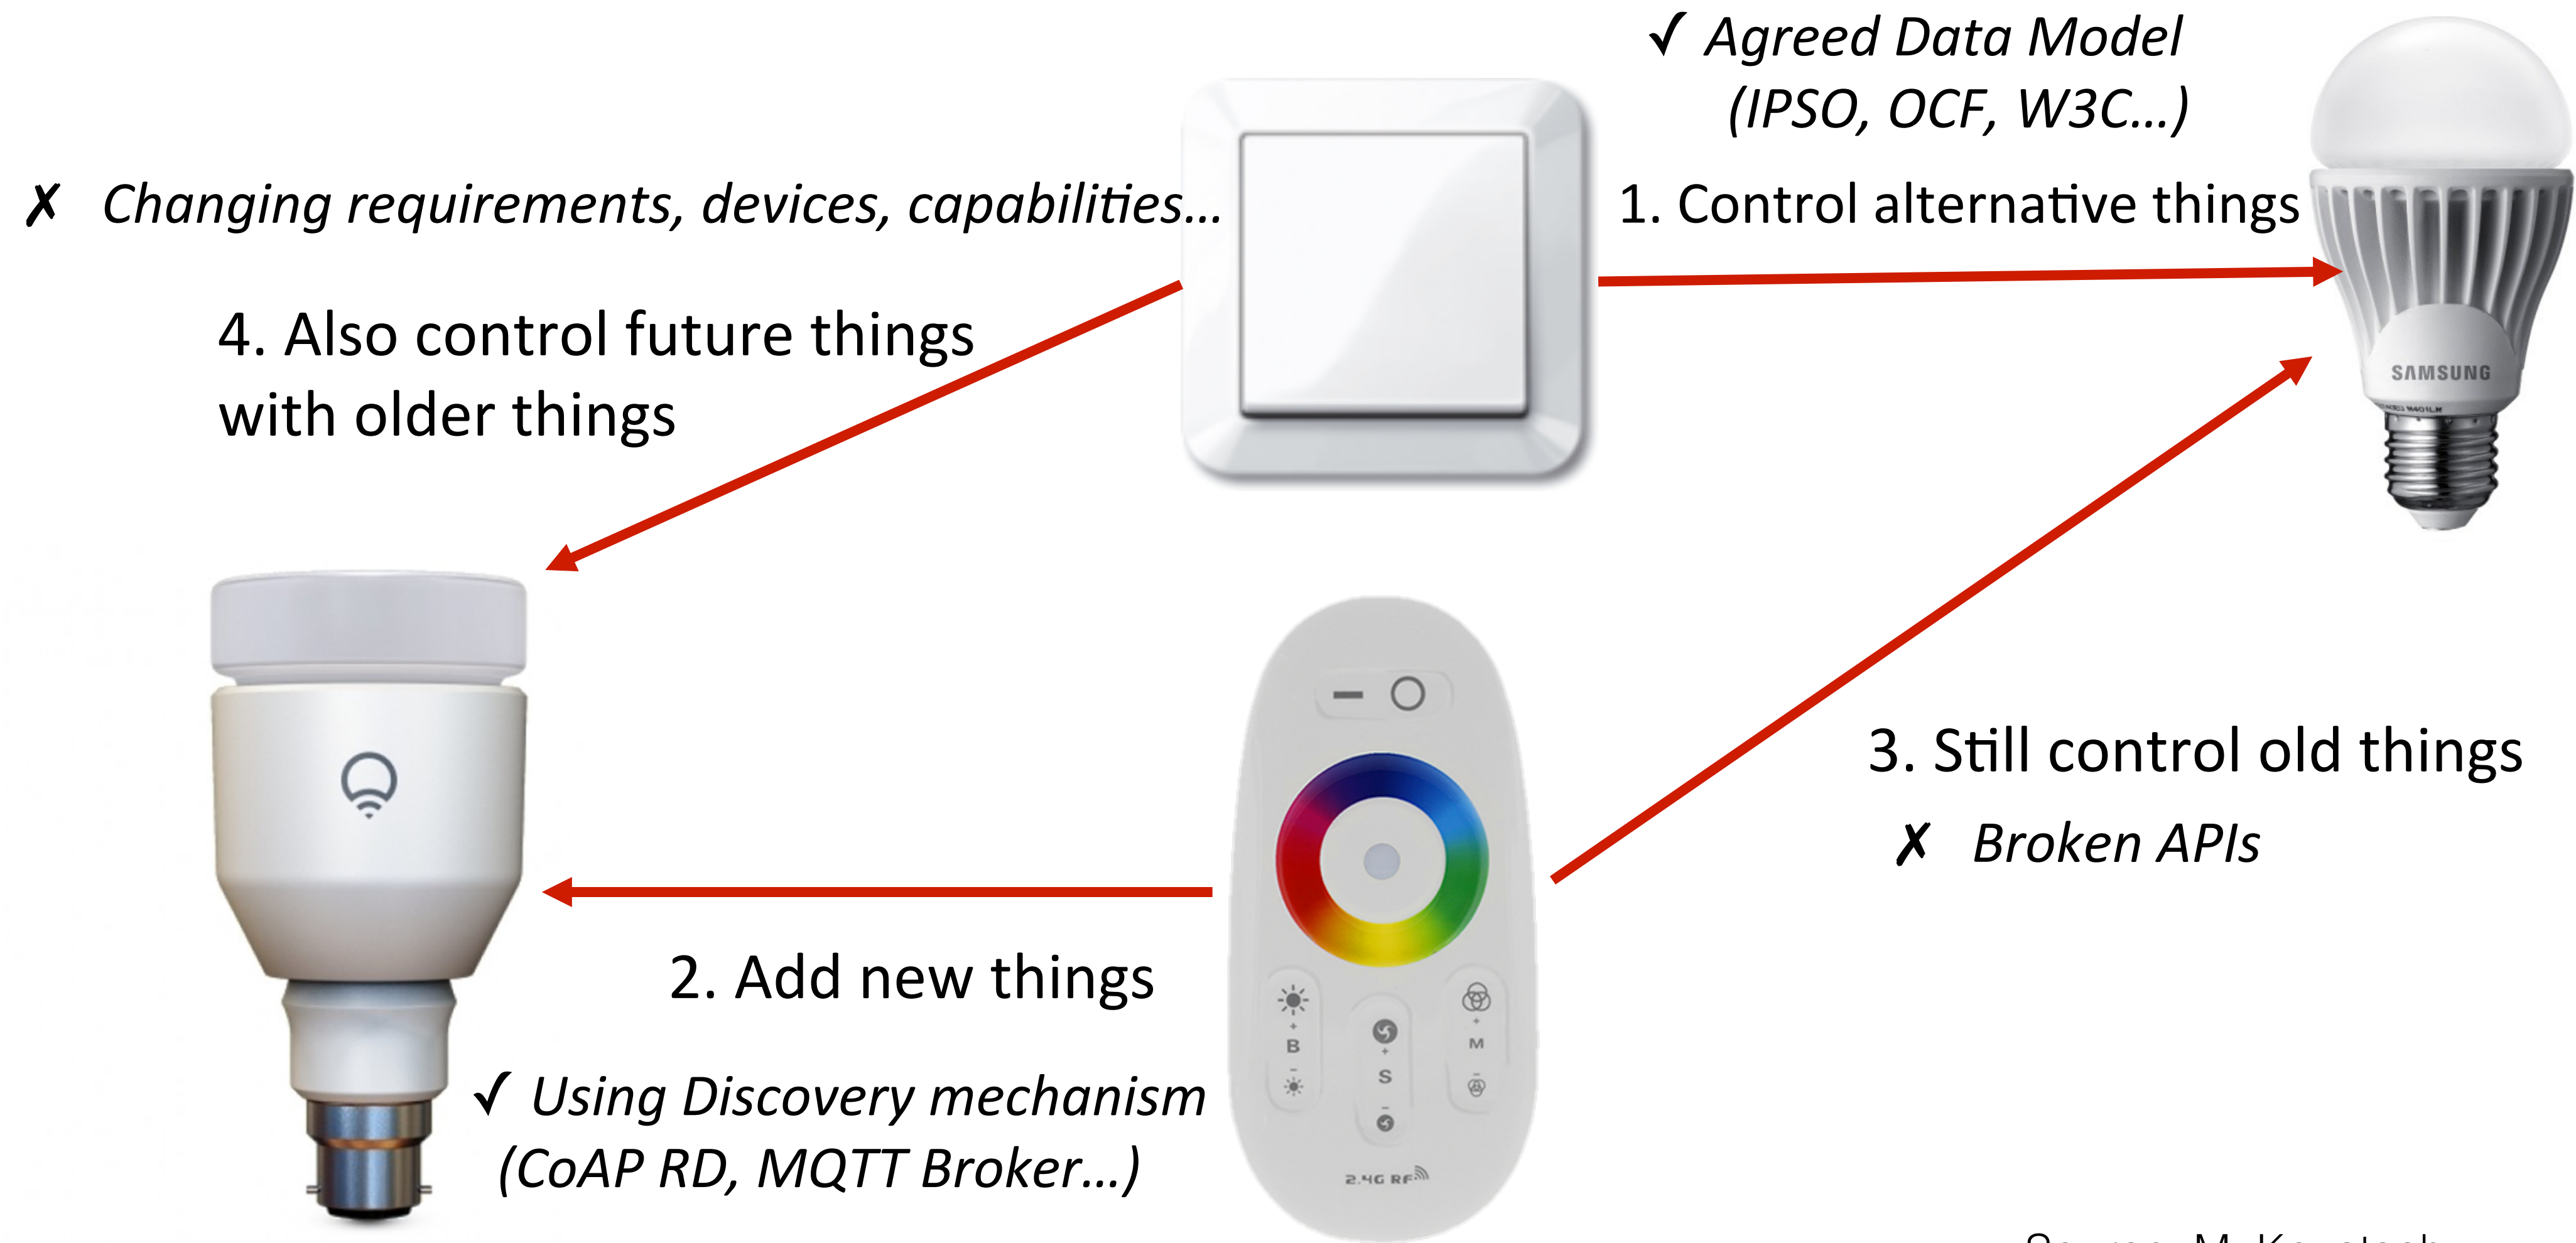 ✓ Agreed Data Model
(IPSO, OCF, W3C...)
✗ Changing requirements, devices, capabilities...
1. Control alternative things
4. Also control future things
with older things
SAMSUNG
3. Still control old things
✗ Broken APIs
2. Add new things
✓ Using Discovery mechanism
(CoAP RD, MQTT Broker...)
+ + +
B S M
- - -
2.4G RF